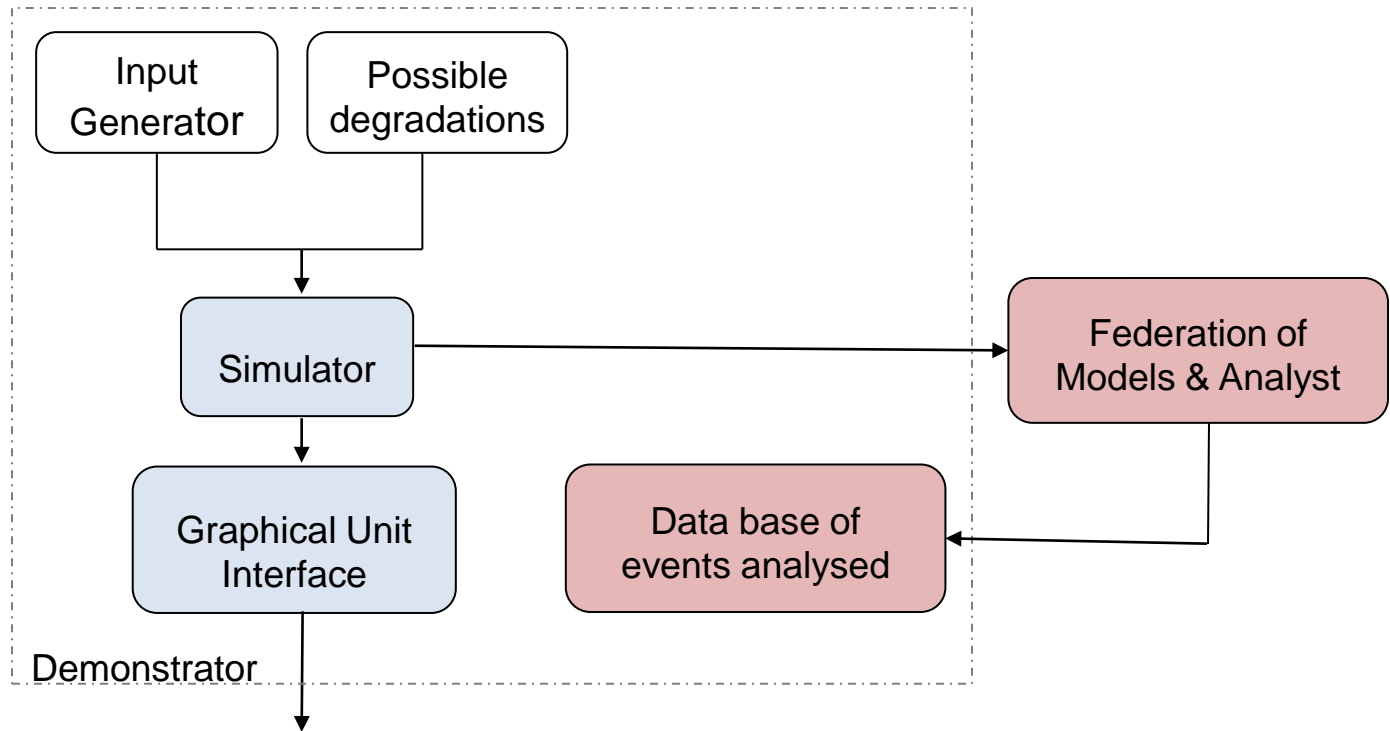 Input
Generator
Possible
degradations
Simulator
Federation of
Models & Analyst
Graphical Unit
Interface
Data base of
events analysed
Demonstrator